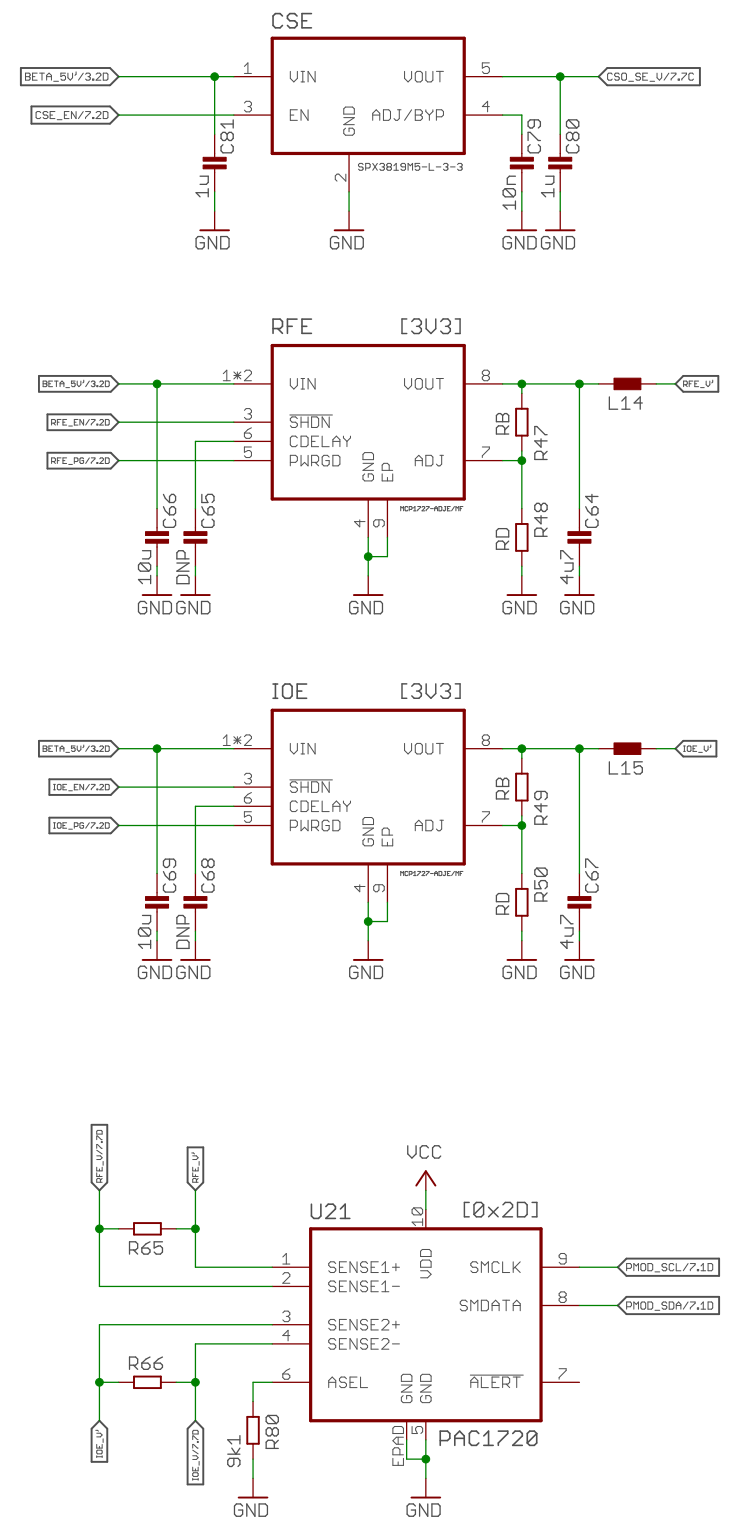 CSE
BETA_5V'/3.2D
1
VIN
VOUT
5
CSO_SE_V/7.7C
CSE_EN/7.2D
3
EN
GND
ADJ/BYP
4
C81
1u
2
SPX3819M5-L-3-3
C79
10n
C80
1u
GND
GND
GND
GND
RFE
[3V3]
BETA_5V'/3.2D
1*2
VIN
VOUT
8
RFE_V'
L14
RFE_EN/7.2D
3
SHDN
6
CDELAY
RFE_PG/7.2D
5
PWRGD
GND
EP
ADJ
7
RB
R47
MCP1727-ADJE/MF
C66
10u
C65
DNP
4
9
RD
R48
C64
4u7
GND
GND
GND
GND
GND
IOE
[3V3]
BETA_5V'/3.2D
1*2
VIN
VOUT
8
IOE_V'
L15
IOE_EN/7.2D
3
SHDN
6
CDELAY
IOE_PG/7.2D
5
PWRGD
GND
EP
ADJ
7
RB
R49
MCP1727-ADJE/MF
C69
10u
C68
DNP
4
9
RD
R50
C67
4u7
GND
GND
GND
GND
GND
RFE_V/7.7D
RFE_V'
VCC
R65
U21
10
[0x2D]
VDD
1
SENSE1+
SMCLK
9
PMOD_SCL/7.1D
2
SENSE1-
3
SENSE2+
SMDATA
8
PMOD_SDA/7.1D
4
SENSE2-
R66
6
ASEL
GND
GND
ALERT
7
IOE_V'
IOE_V/7.7D
9k1
R80
EPAD
5
PAC1720
GND
GND